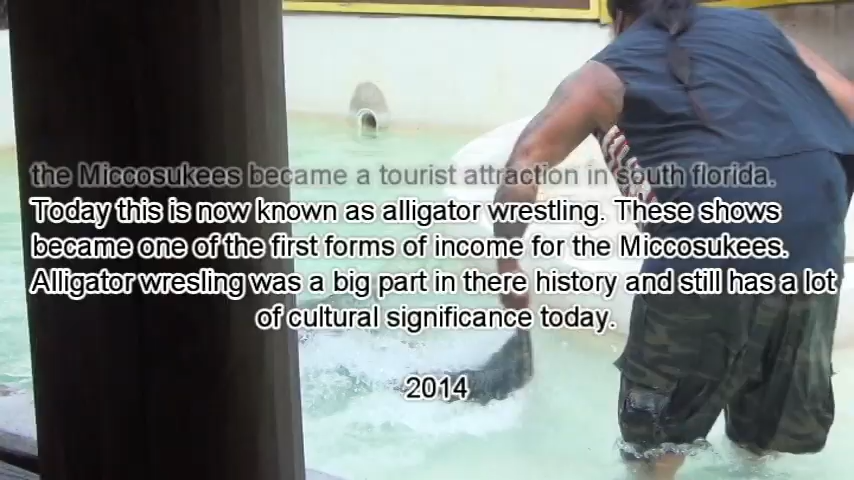 the Miccosukees became a tourist attraction in south florida.
Today this is now known as alligator wrestling. These shows
became one of the first forms of income for the Miccosukees.
Alligator wresling was a big part in there history and still has a lot
of cultural significance today.
2014